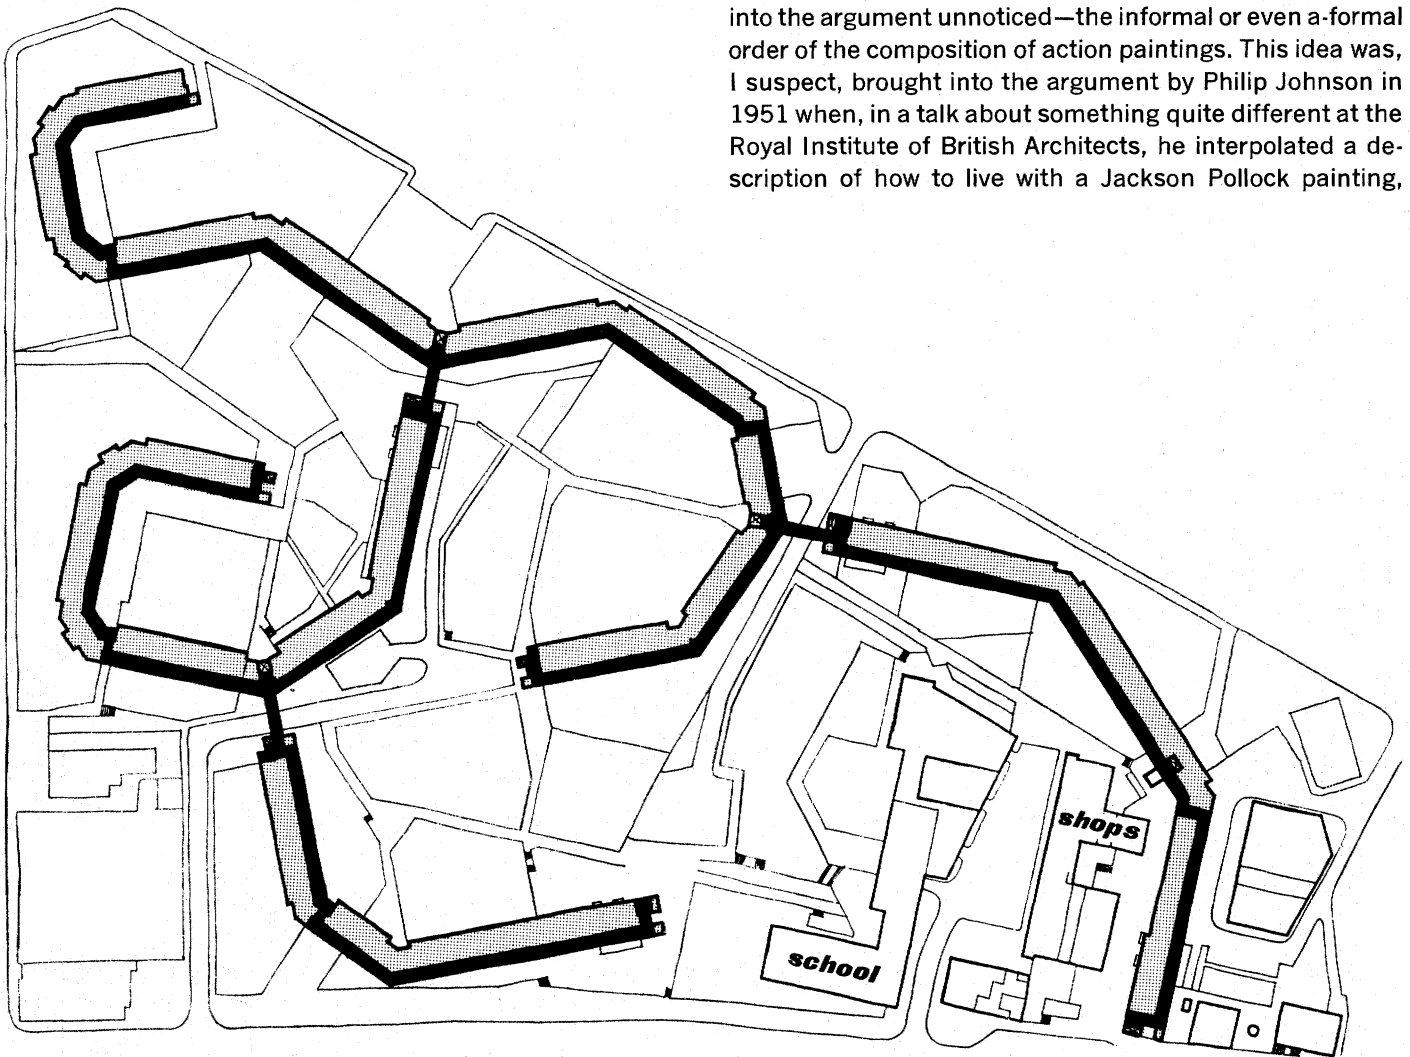 into the argument unnoticed—the informal or even a-formal
order of the composition of action paintings. This idea was,
I suspect, brought into the argument by Philip Johnson in
1951 when, in a talk about something quite different at the
Royal Institute of British Architects, he interpolated a de-
scription of how to live with a Jackson Pollock painting,
shops
school